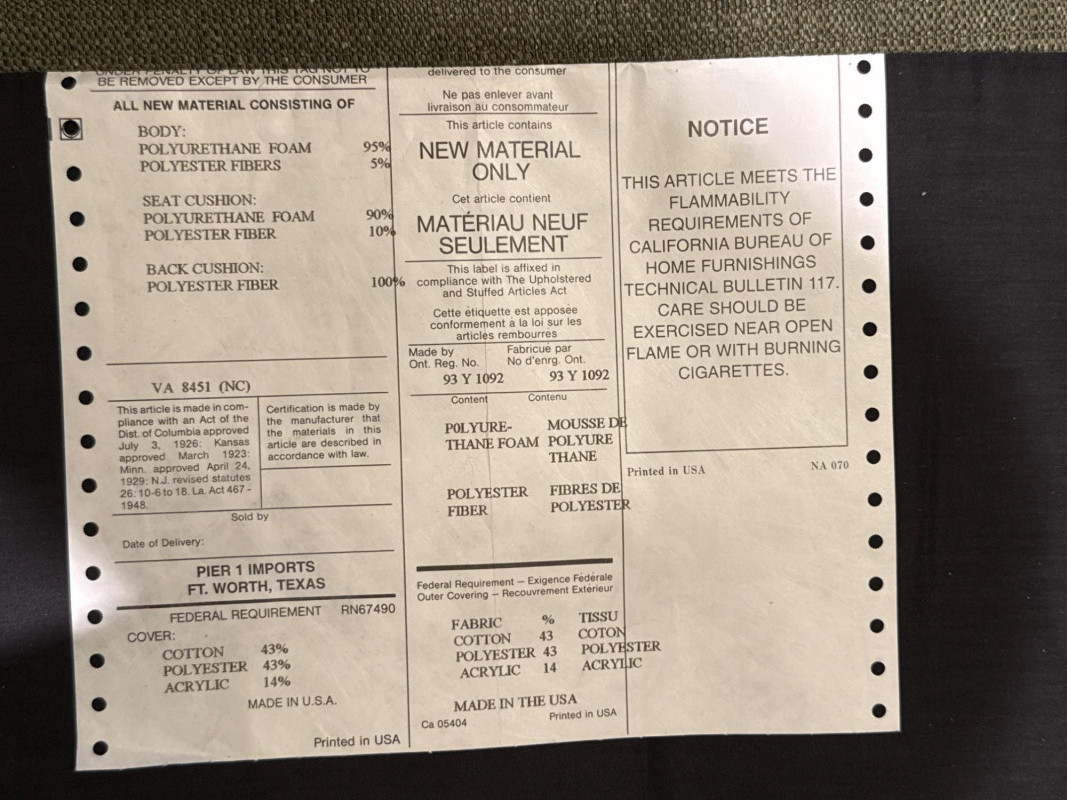 UNDER PENALTY OF LAW THIS TAG NOT TO
BE REMOVED EXCEPT BY THE CONSUMER
ALL NEW MATERIAL CONSISTING OF
BODY:
POLYURETHANE FOAM 95%
POLYESTER FIBERS 5%
SEAT CUSHION:
POLYURETHANE FOAM 90%
POLYESTER FIBER 10%
BACK CUSHION:
POLYESTER FIBER 100%
VA 8451 (NC)
This article is made in com-
pliance with an Act of the
Dist. of Columbia approved
July 3, 1926: Kansas
approved March 1923:
Minn. approved April 24,
1929: N.J. revised statutes
26: 10-6 to 18. La. Act 467 -
1948.
Certification is made by
the manufacturer that
the materials in this
article are described in
accordance with law.
Sold by
Date of Delivery:
PIER 1 IMPORTS
FT. WORTH, TEXAS
FEDERAL REQUIREMENT RN67490
COVER:
COTTON 43%
POLYESTER 43%
ACRYLIC 14%
MADE IN U.S.A.
Printed in USA
delivered to the consumer
Ne pas enlever avant
livraison au consommateur
This article contains
NEW MATERIAL
ONLY
Cet article contient
MATÉRIAU NEUF
SEULEMENT
This label is affixed in
compliance with The Upholstered
and Stuffed Articles Act
Cette étiquette est apposée
conformement à la loi sur les
articles rembourres
Made by Fabricué par
Ont. Reg. No. No d'enrg. Ont.
93 Y 1092 93 Y 1092
Content Contenu
POLYURE- MOUSSE DE
THANE FOAM POLYURE
THANE
POLYESTER FIBRES DE
FIBER POLYESTER
Federal Requirement – Exigence Fédérale
Outer Covering – Recouvrement Extérieur
FABRIC % TISSU
COTTON 43 COTON
POLYESTER 43 POLYESTER
ACRYLIC 14 ACRYLIC
MADE IN THE USA
Ca 05404 Printed in USA
NOTICE
THIS ARTICLE MEETS THE
FLAMMABILITY
REQUIREMENTS OF
CALIFORNIA BUREAU OF
HOME FURNISHINGS
TECHNICAL BULLETIN 117.
CARE SHOULD BE
EXERCISED NEAR OPEN
FLAME OR WITH BURNING
CIGARETTES.
Printed in USA NA 070